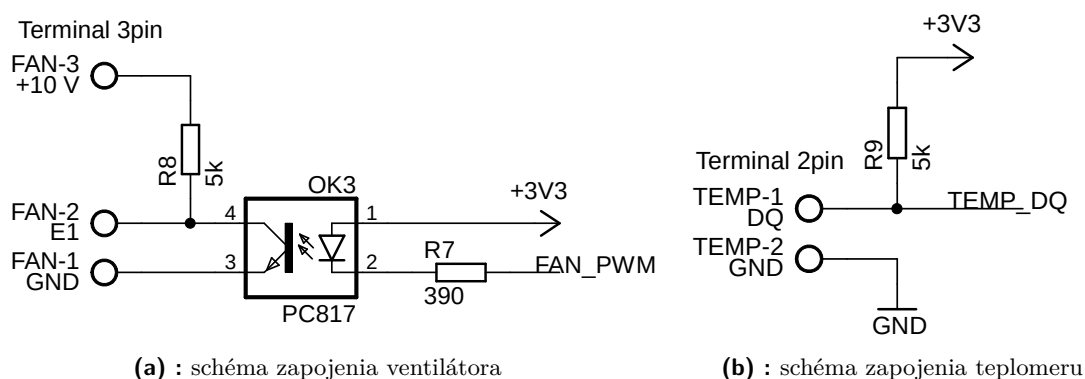 Terminal 3pin
FAN-3
+10 V
R8
5k
FAN-2
E1
FAN-1
GND
OK3
4
3
1
2
PC817
+3V3
R7
390
FAN_PWM
(a) : schéma zapojenia ventilátora
+3V3
R9
5k
Terminal 2pin
TEMP-1
DQ
TEMP_DQ
TEMP-2
GND
GND
(b) : schéma zapojenia teplomeru